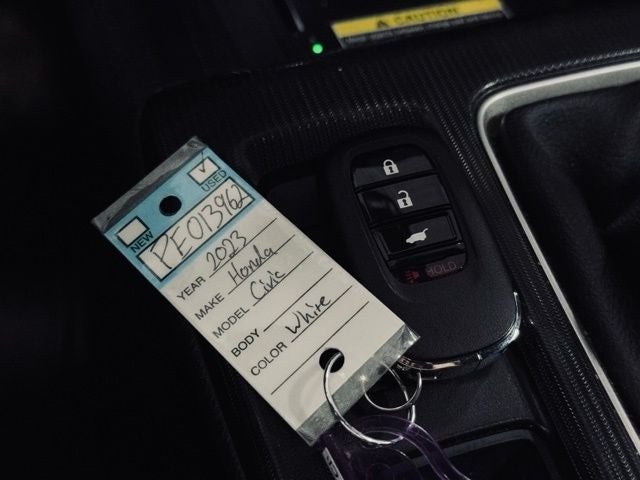 CAUTION
✓
USED
NEW
PE013962
YEAR 2023
MAKE Honda
MODEL Civic
BODY
COLOR White
HOLD